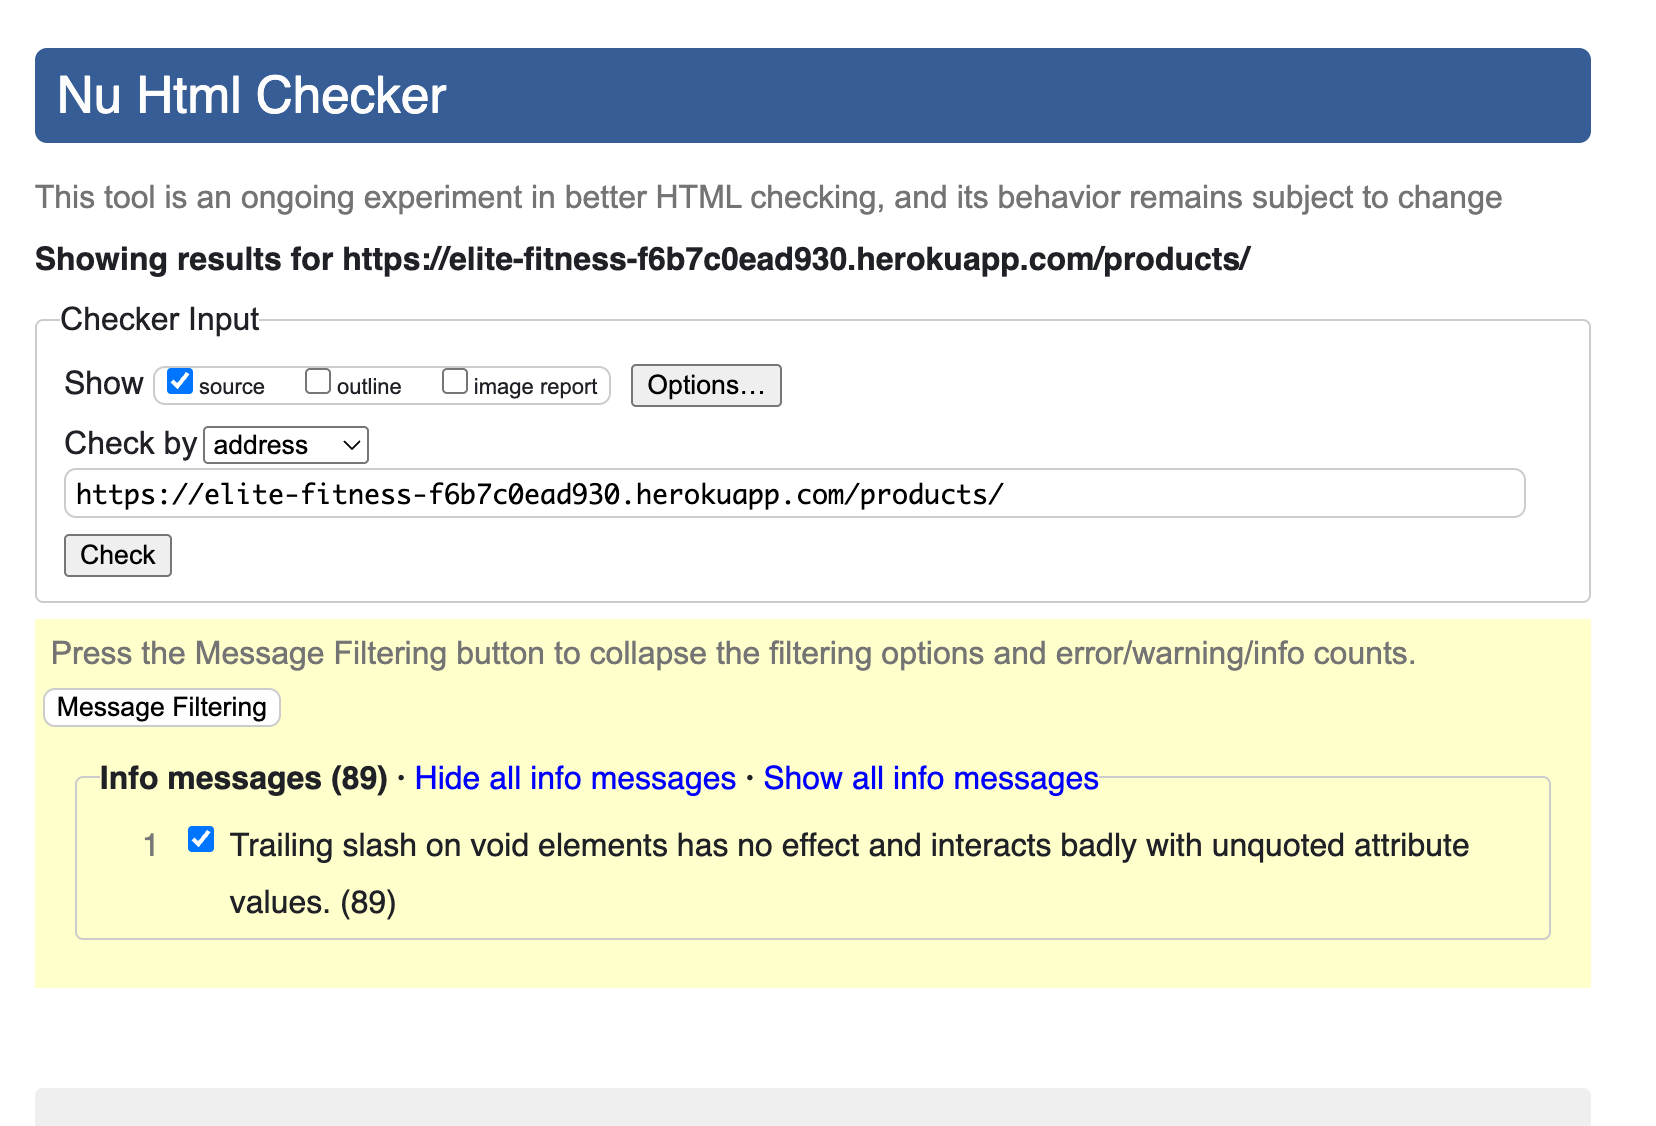 Nu Html Checker
This tool is an ongoing experiment in better HTML checking, and its behavior remains subject to change
Showing results for https://elite-fitness-f6b7c0ead930.herokuapp.com/products/
Checker Input
Show source outline image report Options...
Check by address
https://elite-fitness-f6b7c0ead930.herokuapp.com/products/
Check
Press the Message Filtering button to collapse the filtering options and error/warning/info counts.
Message Filtering
Info messages (89) · Hide all info messages · Show all info messages
1 Trailing slash on void elements has no effect and interacts badly with unquoted attribute
values. (89)